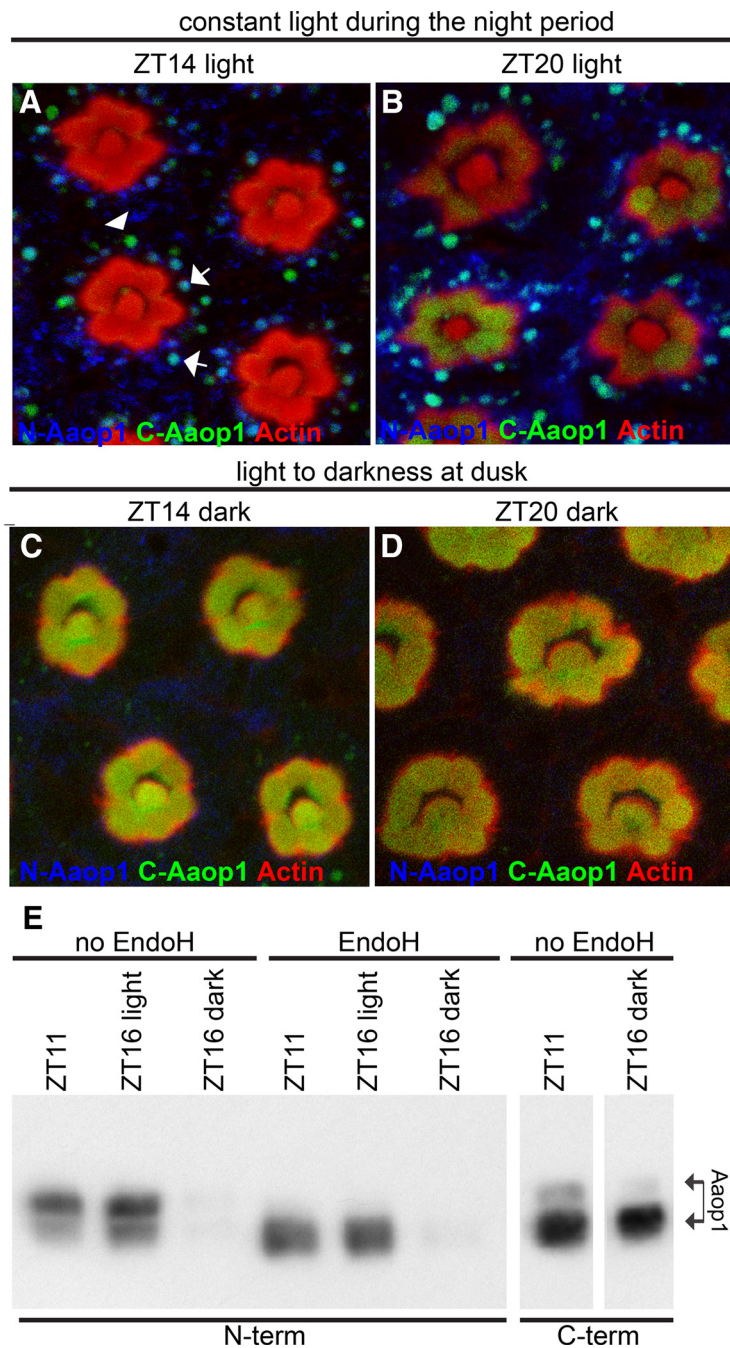 constant light during the night period
ZT14 light
ZT20 light
A
B
N-Aaop1 C-Aaop1 Actin
N-Aaop1 C-Aaop1 Actin
light to darkness at dusk
ZT14 dark
ZT20 dark
C
D
N-Aaop1 C-Aaop1 Actin
N-Aaop1 C-Aaop1 Actin
E
no EndoH
EndoH
no EndoH
ZT11
ZT16 light
ZT16 dark
ZT11
ZT16 light
ZT16 dark
ZT11
ZT16 dark
Aaop1
N-term
C-term